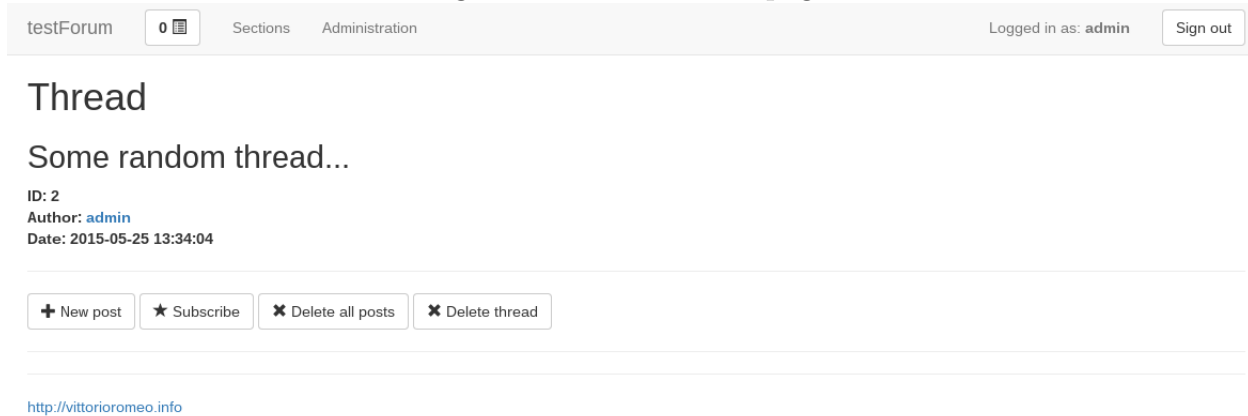 testForum 0 Sections Administration Logged in as: admin Sign out
Thread
Some random thread...
ID: 2
Author: admin
Date: 2015-05-25 13:34:04
New post Subscribe Delete all posts Delete thread
http://vittorioromeo.info